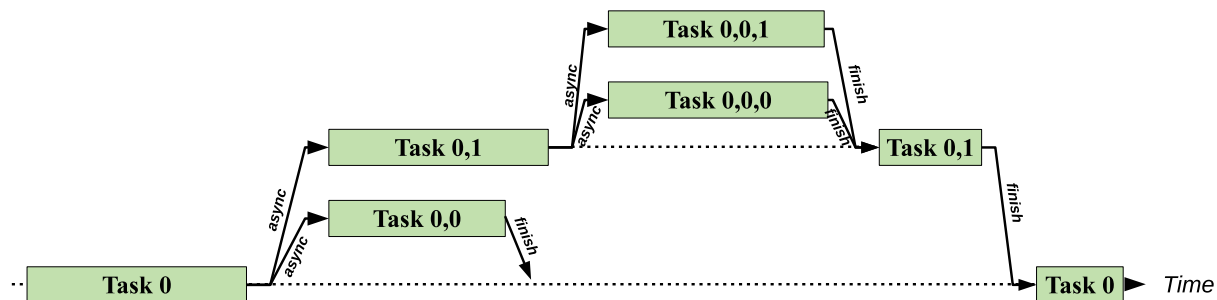 Task 0,0,1
async
finish
Task 0,0,0
async
finish
Task 0,1
Task 0,1
async
finish
Task 0,0
async
finish
Task 0
Task 0
Time